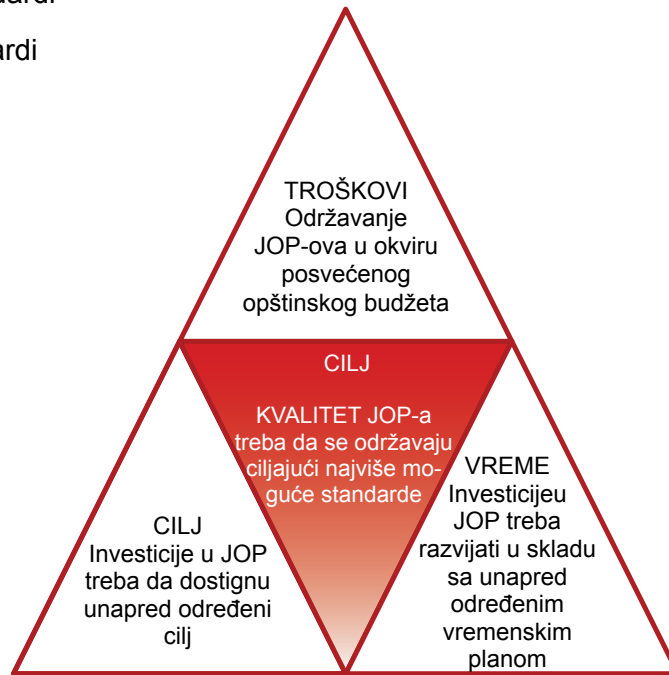 ardi
TROŠKOVI
Održavanje
JOP-ova u okviru
posvećenog
opštinskog budžeta
CILJ
KVALITET JOP-a
treba da se održavaju
ciljajući najviše mo-
guće standarde
CILJ
Investicije u JOP
treba da dostignu
unapred određeni
cilj
VREME
Investicijeu
JOP treba
razvijati u skladu
sa unapred
određenim
vremenskim
planom